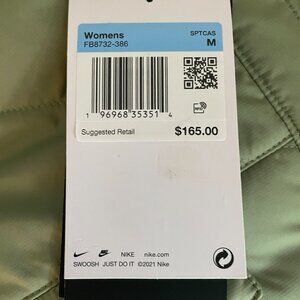 Womens SPTCAS
FB8732-386 M
1 96968 35351 4
Suggested Retail $165.00
NIKE nike.com
SWOOSH JUST DO IT ©2021 Nike